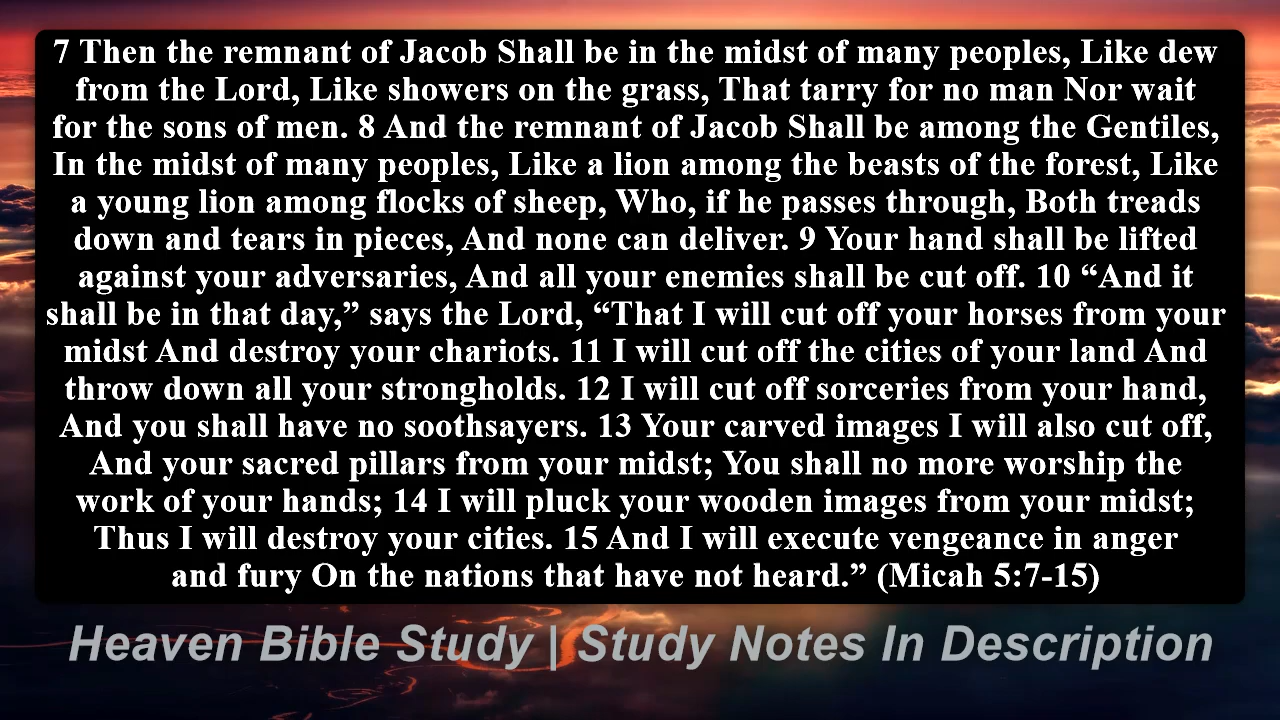 7 Then the remnant of Jacob Shall be in the midst of many peoples, Like dew
from the Lord, Like showers on the grass, That tarry for no man Nor wait
for the sons of men. 8 And the remnant of Jacob Shall be among the Gentiles,
In the midst of many peoples, Like a lion among the beasts of the forest, Like
a young lion among flocks of sheep, Who, if he passes through, Both treads
down and tears in pieces, And none can deliver. 9 Your hand shall be lifted
against your adversaries, And all your enemies shall be cut off. 10 “And it
shall be in that day,” says the Lord, “That I will cut off your horses from your
midst And destroy your chariots. 11 I will cut off the cities of your land And
throw down all your strongholds. 12 I will cut off sorceries from your hand,
And you shall have no soothsayers. 13 Your carved images I will also cut off,
And your sacred pillars from your midst; You shall no more worship the
work of your hands; 14 I will pluck your wooden images from your midst;
Thus I will destroy your cities. 15 And I will execute vengeance in anger
and fury On the nations that have not heard.” (Micah 5:7-15)
Heaven Bible Study | Study Notes In Description